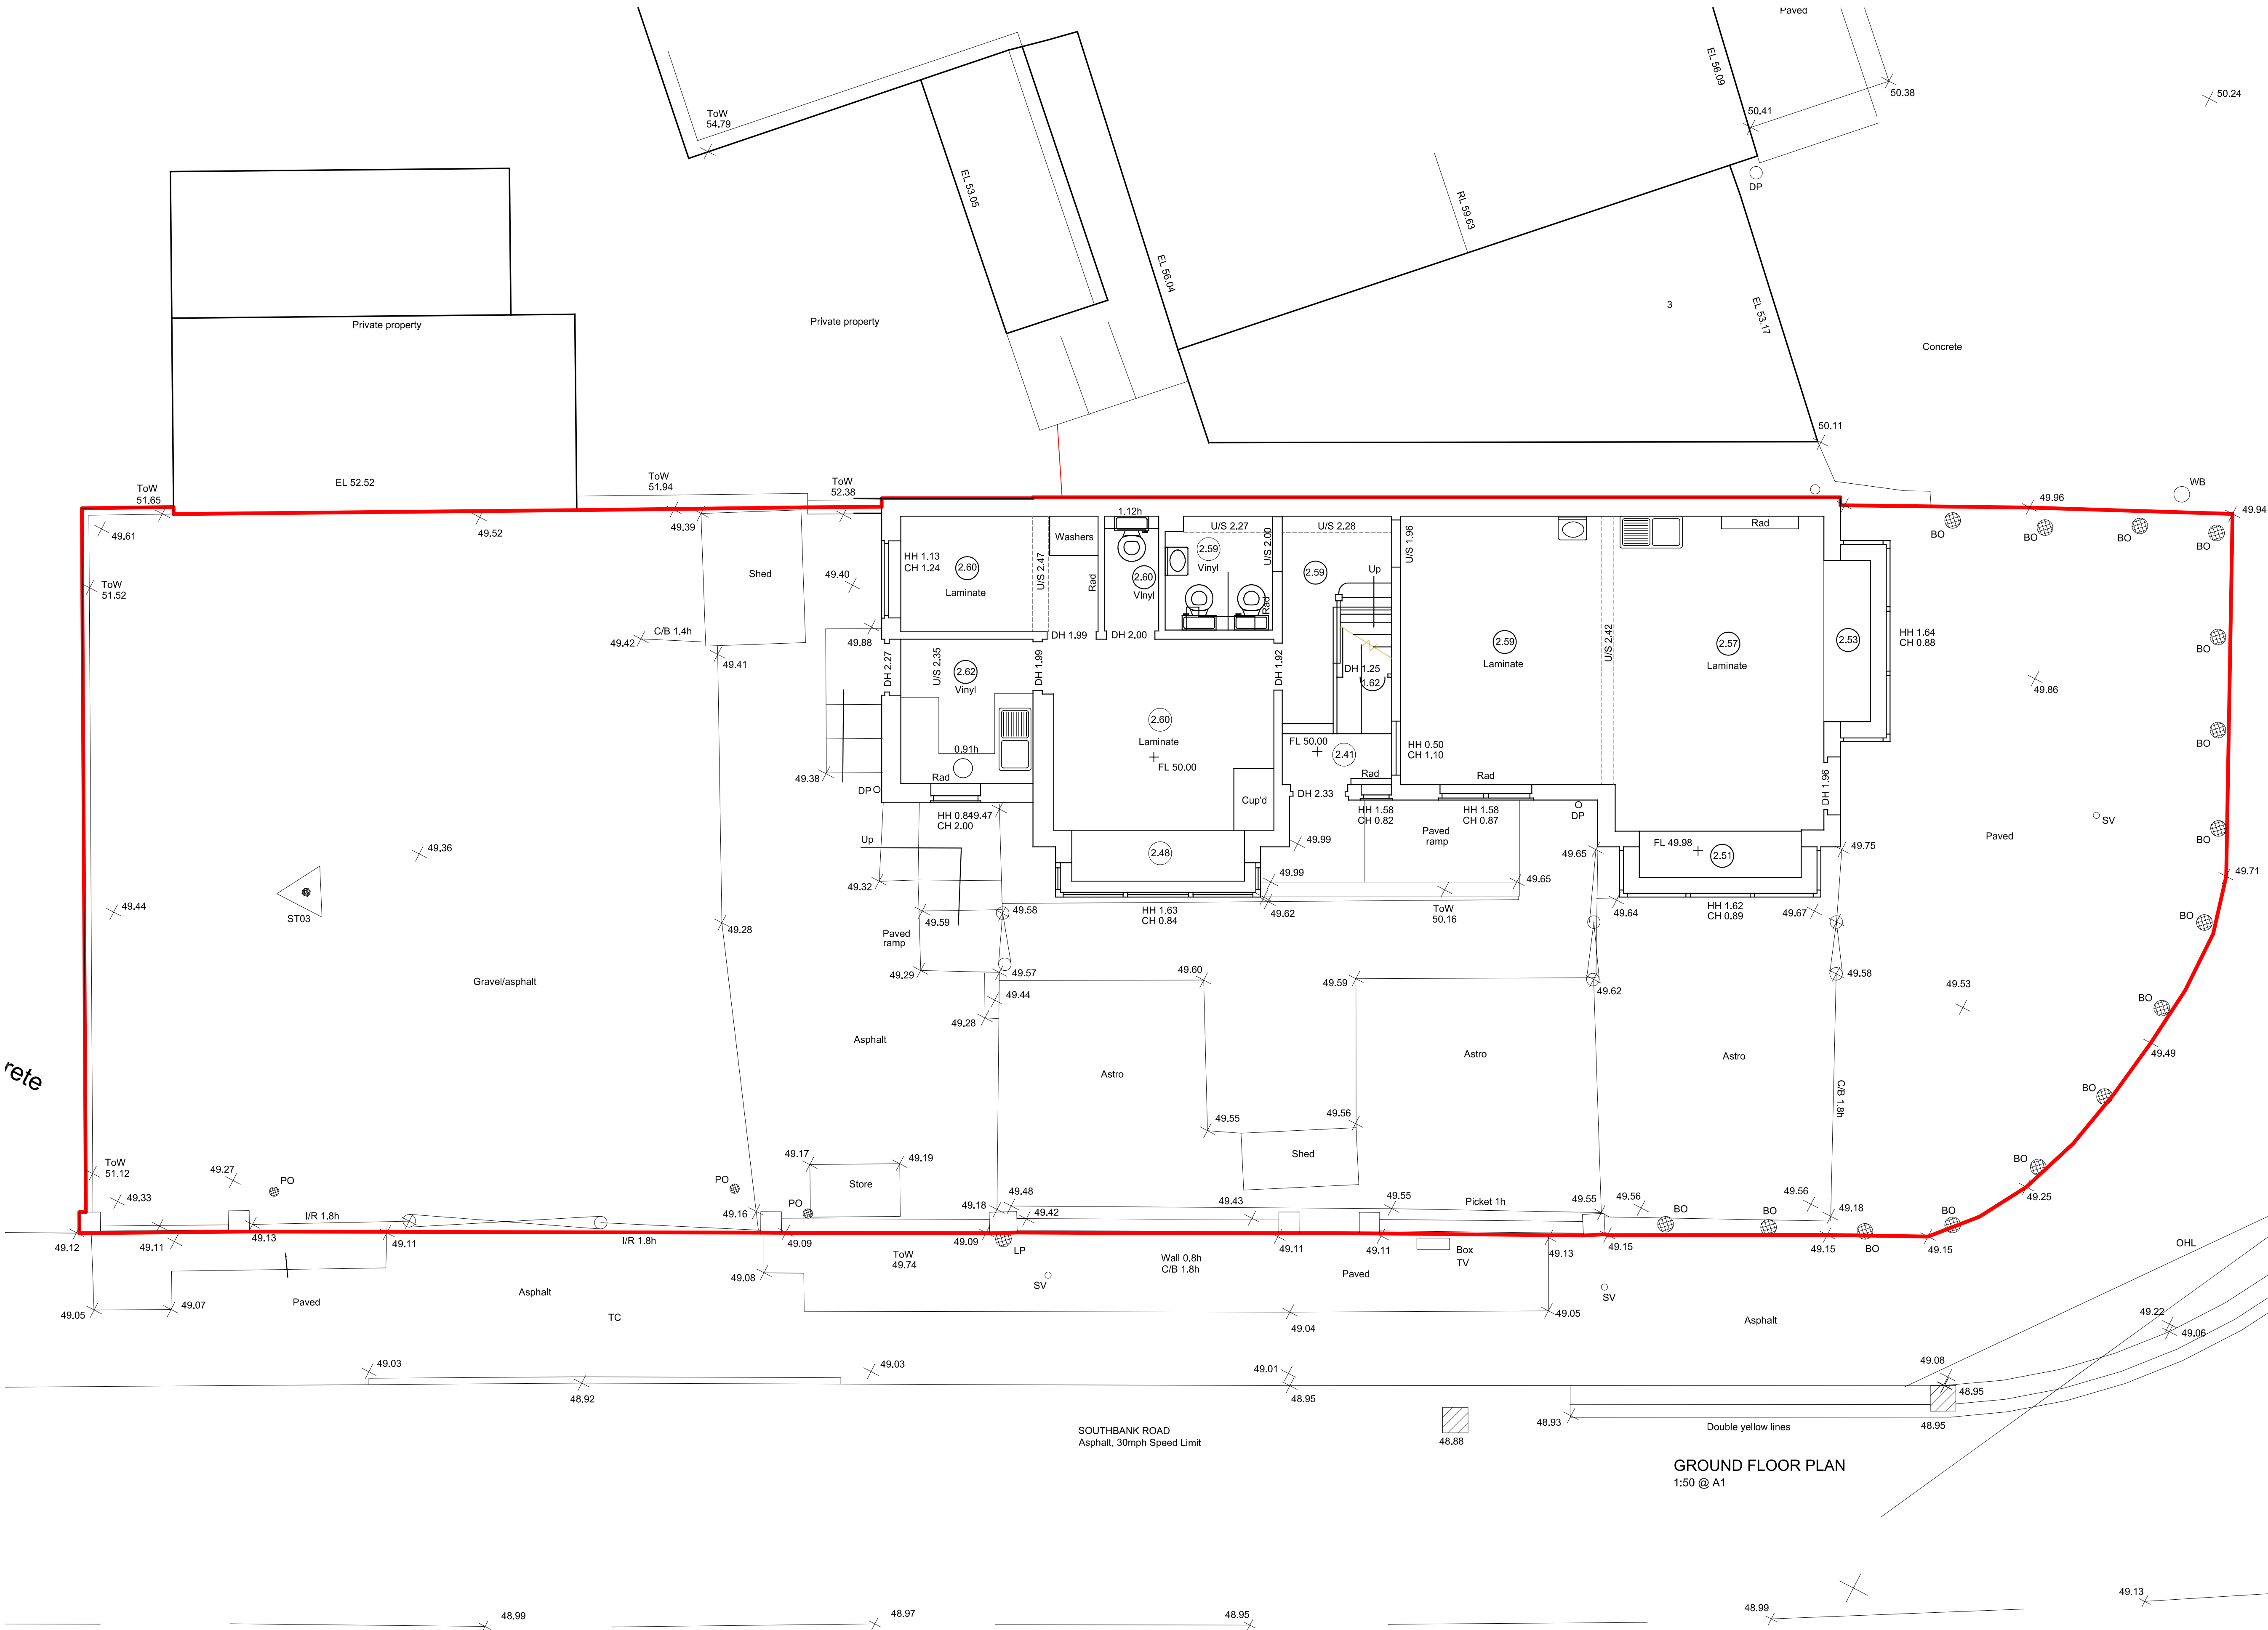 Paved
EL 56.09
50.38
50.24
ToW
54.79
50.41
DP
EL 53.05
RL 59.63
EL 56.04
3
EL 53.17
Private property
Private property
Concrete
50.11
EL 52.52
ToW
51.65
ToW
51.94
ToW
52.38
WB
49.96
49.94
49.61
49.52
49.39
1.12h
U/S 2.27
U/S 2.28
Rad
BO
BO
BO
BO
Washers
HH 1.13
CH 1.24
2.60
Laminate
U/S 2.47
Rad
2.60
Vinyl
2.59
Vinyl
U/S 2.00
Rad
2.59
Up
U/S 1.96
Shed
49.40
ToW
51.52
C/B 1.4h
49.42
49.41
49.88
DH 1.99
DH 2.00
DH 2.27
U/S 2.35
2.62
Vinyl
DH 1.99
DH 1.92
DH 1.25
1.62
2.59
Laminate
U/S 2.42
2.57
Laminate
2.53
HH 1.64
CH 0.88
BO
49.86
2.60
Laminate
FL 50.00
FL 50.00
2.41
HH 0.50
CH 1.10
0.91h
Rad
Rad
Rad
BO
49.38
DP
Cup'd
DH 2.33
DH 1.96
HH 0.84
CH 2.00
49.47
HH 1.58
CH 0.82
HH 1.58
CH 0.87
DP
SV
Up
49.99
Paved
ramp
Paved
BO
49.36
2.48
49.65
FL 49.98
2.51
49.75
49.32
49.99
49.65
49.71
ST03
49.44
49.59
49.58
HH 1.63
CH 0.84
49.62
ToW
50.16
49.64
HH 1.62
CH 0.89
49.67
BO
49.28
Paved
ramp
49.29
49.57
49.60
49.59
49.62
49.58
49.53
Gravel/asphalt
49.44
49.28
BO
Asphalt
Astro
Astro
Astro
49.49
rete
C/B 1.8h
BO
49.55
49.56
Shed
49.17
49.19
Store
ToW
51.12
49.27
PO
PO
PO
BO
49.33
49.16
49.18
49.48
49.43
49.55
Picket 1h
49.55
49.56
49.56
49.18
49.25
I/R 1.8h
49.42
BO
BO
BO
BO
49.12
49.11
49.13
49.11
I/R 1.8h
49.09
49.09
LP
49.11
49.11
49.13
49.15
49.15
49.15
OHL
ToW
49.74
Wall 0.8h
C/B 1.8h
Box
TV
Paved
49.08
SV
SV
49.05
49.07
Paved
Asphalt
TC
49.04
49.05
Asphalt
49.22
49.06
49.03
49.03
49.01
49.08
48.92
48.95
48.95
48.93
48.95
Double yellow lines
SOUTHBANK ROAD
Asphalt, 30mph Speed Limit
48.88
GROUND FLOOR PLAN
1:50 @ A1
48.99
48.97
48.95
48.99
49.13